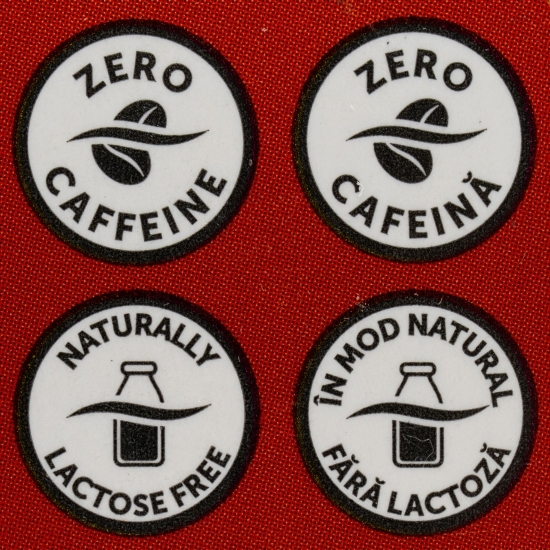 ZERO
CAFFEINE
ZERO
CAFEINĂ
NATURALLY
LACTOSE FREE
ÎN MOD NATURAL
FĂRĂ LACTOZĂ